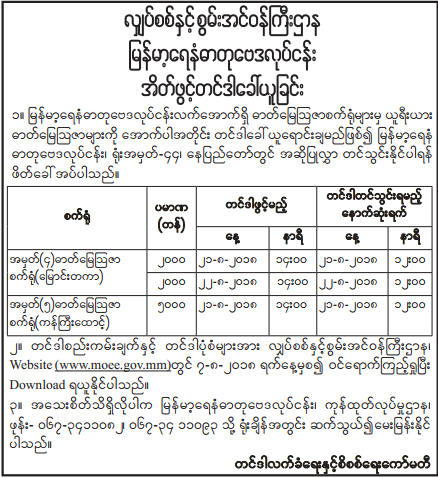 လျှပ်စစ်နှင့်စွမ်းအင်ဝန်ကြီးဌာန
မြန်မာ့ရေနံဓာတုဗေဒလုပ်ငန်း
အိတ်ဖွင့်တင်ဒါခေါ်ယူခြင်း
၁။ မြန်မာ့ရေနံဓာတုဗေဒလုပ်ငန်းလက်အောက်ရှိ ဓာတ်မြေဩဇာစက်ရုံများမှ ယူရီးယား
ဓာတ်မြေဩဇာများကို အောက်ပါအတိုင်း တင်ဒါခေါ်ယူရောင်းချမည်ဖြစ်၍ မြန်မာ့ရေနံ
ဓာတုဗေဒလုပ်ငန်း၊ ရုံးအမှတ်-၄၄၊ နေပြည်တော်တွင် အဆိုပြုလွှာ တင်သွင်းနိုင်ပါရန်
ဖိတ်ခေါ် အပ်ပါသည်။
စက်ရုံ ပမာဏ (တန်) တင်ဒါဖွင့်မည့် တင်ဒါတင်သွင်းရမည့် နောက်ဆုံးရက်
နေ့ နာရီ နေ့ နာရီ
အမှတ်(၄)ဓာတ်မြေဩဇာ ၂၀၀၀ ၂၁-၈-၂၀၁၈ ၁၄း၀၀ ၂၁-၈-၂၀၁၈ ၁၂း၀၀
စက်ရုံ(မြောင်းတကာ) ၂၀၀၀ ၂၂-၈-၂၀၁၈ ၁၄း၀၀ ၂၂-၈-၂၀၁၈ ၁၂း၀၀
အမှတ်(၅)ဓာတ်မြေဩဇာ ၅၀၀၀ ၂၁-၈-၂၀၁၈ ၁၄း၀၀ ၂၁-၈-၂၀၁၈ ၁၂း၀၀
စက်ရုံ(ကန်ကြီးထောင့်)
၂။ တင်ဒါစည်းကမ်းချက်နှင့် တင်ဒါပုံစံများအား လျှပ်စစ်နှင့်စွမ်းအင်ဝန်ကြီးဌာန၊
Website (www.moee.gov.mm)တွင် ၇-၈-၂၀၁၈ ရက်နေ့မှစ၍ ဝင်ရောက်ကြည့်ရှုပြီး
Download ရယူနိုင်ပါသည်။
၃။ အသေးစိတ်သိရှိလိုပါက မြန်မာ့ရေနံဓာတုဗေဒလုပ်ငန်း၊ ကုန်ထုတ်လုပ်မှုဌာန၊
ဖုန်း- ၀၆၇-၃၄၁၁၀၈၂၊ ၀၆၇-၃၄ ၁၁၀၉၃ သို့ ရုံးချိန်အတွင်း ဆက်သွယ်၍မေးမြန်းနိုင်
ပါသည်။
တင်ဒါလက်ခံရေးနှင့်စိစစ်ရေးကော်မတီ